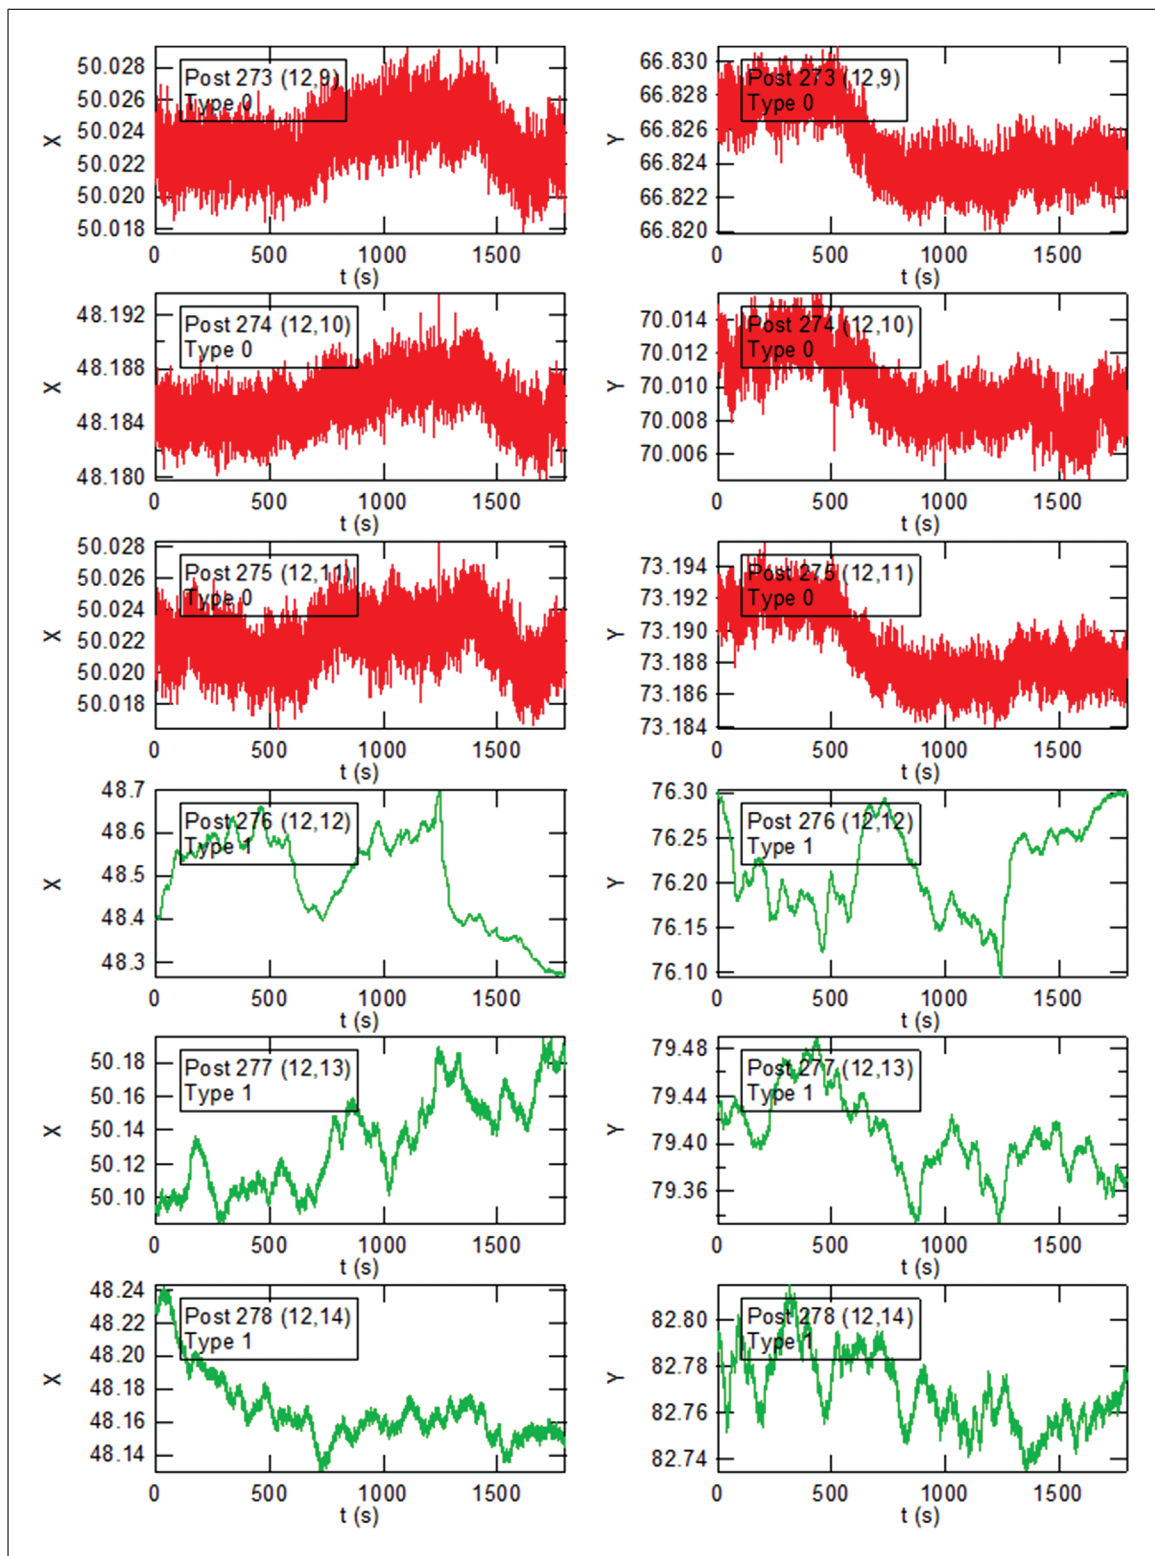 50.028
50.026
50.024
50.022
50.020
50.018
X
Post 273 (12,9)
Type 0
0 500 1000 1500
t (s)
66.830
66.828
66.826
66.824
66.822
66.820
Y
Post 273 (12,9)
Type 0
0 500 1000 1500
t (s)
48.192
48.188
48.184
48.180
X
Post 274 (12,10)
Type 0
0 500 1000 1500
t (s)
70.014
70.012
70.010
70.008
70.006
Y
Post 274 (12,10)
Type 0
0 500 1000 1500
t (s)
50.028
50.026
50.024
50.022
50.020
50.018
X
Post 275 (12,11)
Type 0
0 500 1000 1500
t (s)
73.194
73.192
73.190
73.188
73.186
73.184
Y
Post 275 (12,11)
Type 0
0 500 1000 1500
t (s)
48.7
48.6
48.5
48.4
48.3
X
Post 276 (12,12)
Type 1
0 500 1000 1500
t (s)
76.30
76.25
76.20
76.15
76.10
Y
Post 276 (12,12)
Type 1
0 500 1000 1500
t (s)
50.18
50.16
50.14
50.12
50.10
X
Post 277 (12,13)
Type 1
0 500 1000 1500
t (s)
79.48
79.44
79.40
79.36
Y
Post 277 (12,13)
Type 1
0 500 1000 1500
t (s)
48.24
48.22
48.20
48.18
48.16
48.14
X
Post 278 (12,14)
Type 1
0 500 1000 1500
t (s)
82.80
82.78
82.76
82.74
Y
Post 278 (12,14)
Type 1
0 500 1000 1500
t (s)